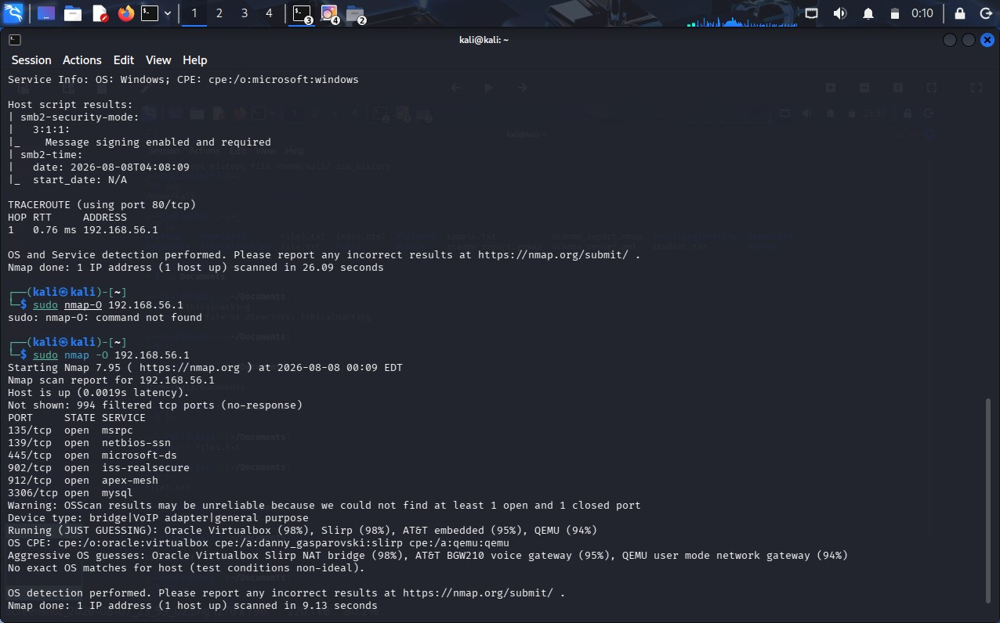 1 2 3 4 3 4 2 0:10
kali@kali: ~
Session Actions Edit View Help
Service Info: OS: Windows; CPE: cpe:/o:microsoft:windows
Host script results:
| smb2-security-mode:
|   3:1:1:
|_    Message signing enabled and required
| smb2-time:
|   date: 2026-08-08T04:08:09
|_  start_date: N/A
TRACEROUTE (using port 80/tcp)
HOP RTT     ADDRESS
1   0.76 ms 192.168.56.1
OS and Service detection performed. Please report any incorrect results at https://nmap.org/submit/ .
Nmap done: 1 IP address (1 host up) scanned in 26.09 seconds
┌──(kali㉿kali)-[~]
└─$ sudo nmap-O 192.168.56.1
sudo: nmap-O: command not found
┌──(kali㉿kali)-[~]
└─$ sudo nmap -O 192.168.56.1
Starting Nmap 7.95 ( https://nmap.org ) at 2026-08-08 00:09 EDT
Nmap scan report for 192.168.56.1
Host is up (0.0019s latency).
Not shown: 994 filtered tcp ports (no-response)
PORT     STATE SERVICE
135/tcp  open  msrpc
139/tcp  open  netbios-ssn
445/tcp  open  microsoft-ds
902/tcp  open  iss-realsecure
912/tcp  open  apex-mesh
3306/tcp open  mysql
Warning: OSScan results may be unreliable because we could not find at least 1 open and 1 closed port
Device type: bridge|VoIP adapter|general purpose
Running (JUST GUESSING): Oracle Virtualbox (98%), Slirp (98%), AT&T embedded (95%), QEMU (94%)
OS CPE: cpe:/o:oracle:virtualbox cpe:/a:danny_gasparovski:slirp cpe:/a:qemu:qemu
Aggressive OS guesses: Oracle Virtualbox Slirp NAT bridge (98%), AT&T BGW210 voice gateway (95%), QEMU user mode network gateway (94%)
No exact OS matches for host (test conditions non-ideal).
OS detection performed. Please report any incorrect results at https://nmap.org/submit/ .
Nmap done: 1 IP address (1 host up) scanned in 9.13 seconds